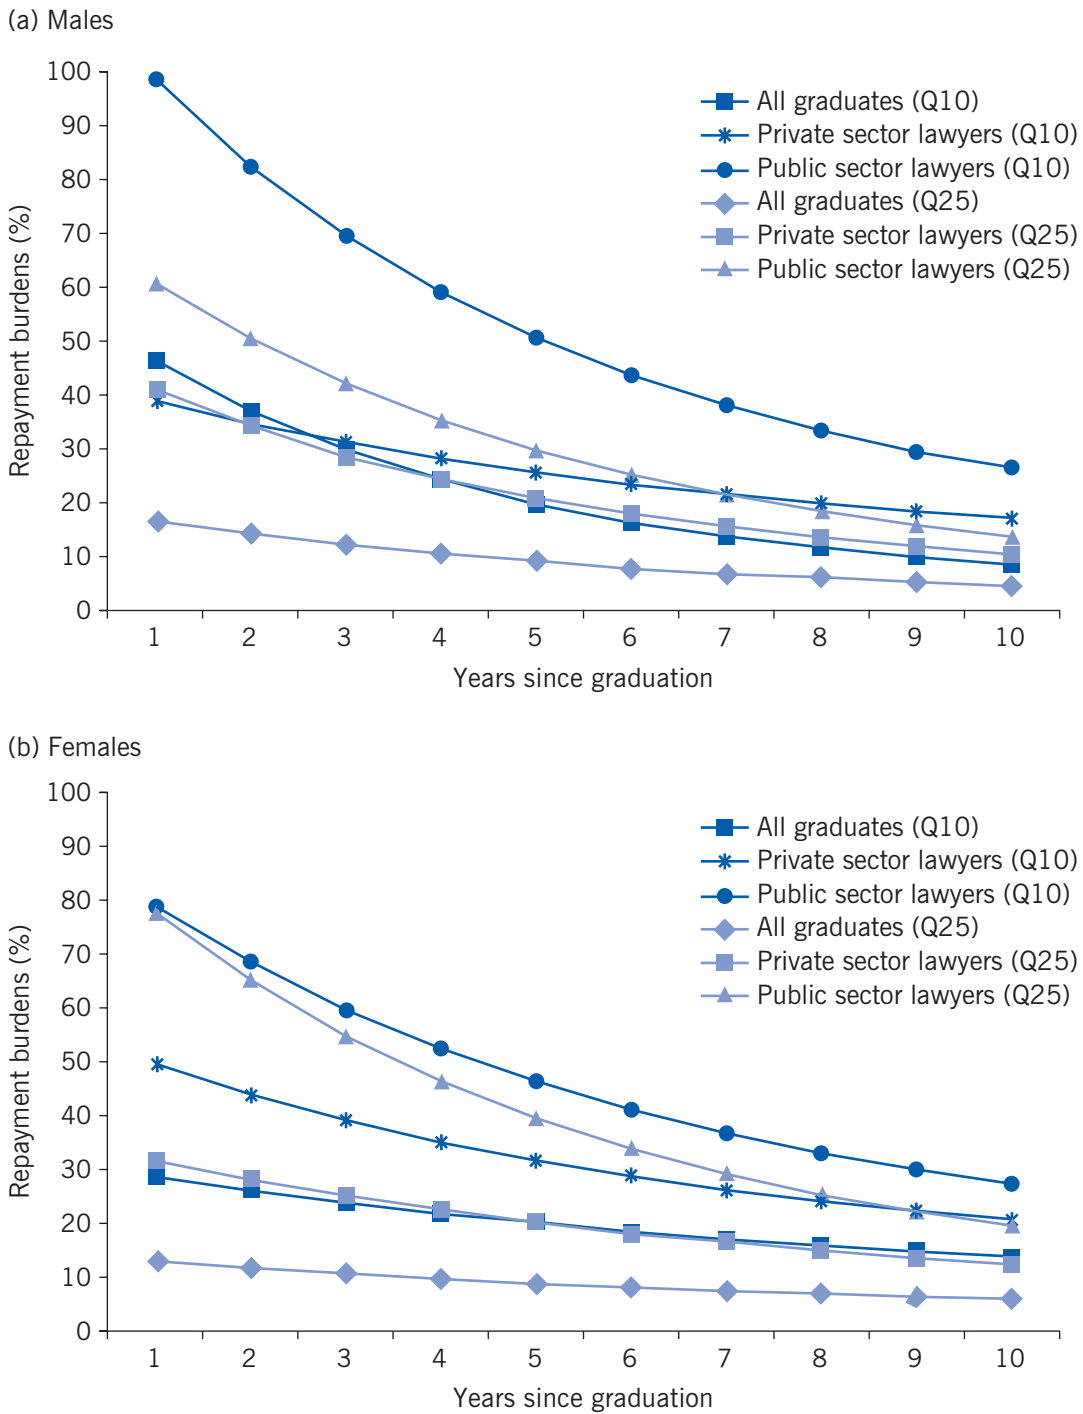 (a) Males
100
90
80
70
60
50
40
30
20
10
0
Repayment burdens (%)
All graduates (Q10)
Private sector lawyers (Q10)
Public sector lawyers (Q10)
All graduates (Q25)
Private sector lawyers (Q25)
Public sector lawyers (Q25)
1 2 3 4 5 6 7 8 9 10
Years since graduation
(b) Females
100
90
80
70
60
50
40
30
20
10
0
Repayment burdens (%)
All graduates (Q10)
Private sector lawyers (Q10)
Public sector lawyers (Q10)
All graduates (Q25)
Private sector lawyers (Q25)
Public sector lawyers (Q25)
1 2 3 4 5 6 7 8 9 10
Years since graduation